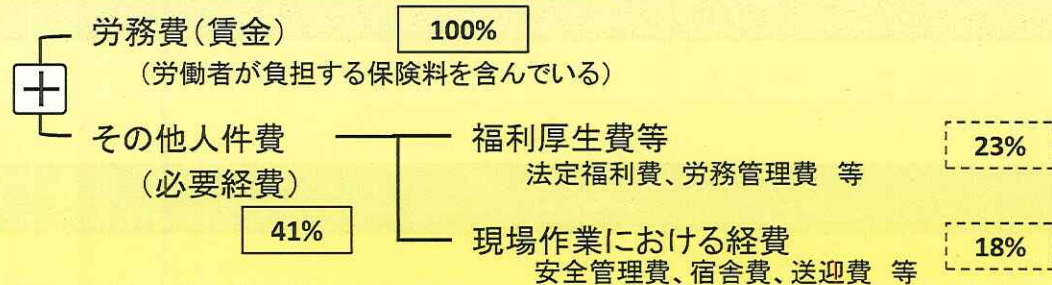 労務費(賃金) 100%
(労働者が負担する保険料を含んでいる)
+
その他人件費 福利厚生費等 23%
(必要経費) 法定福利費、労務管理費 等
41%
現場作業における経費 18%
安全管理費、宿舎費、送迎費 等